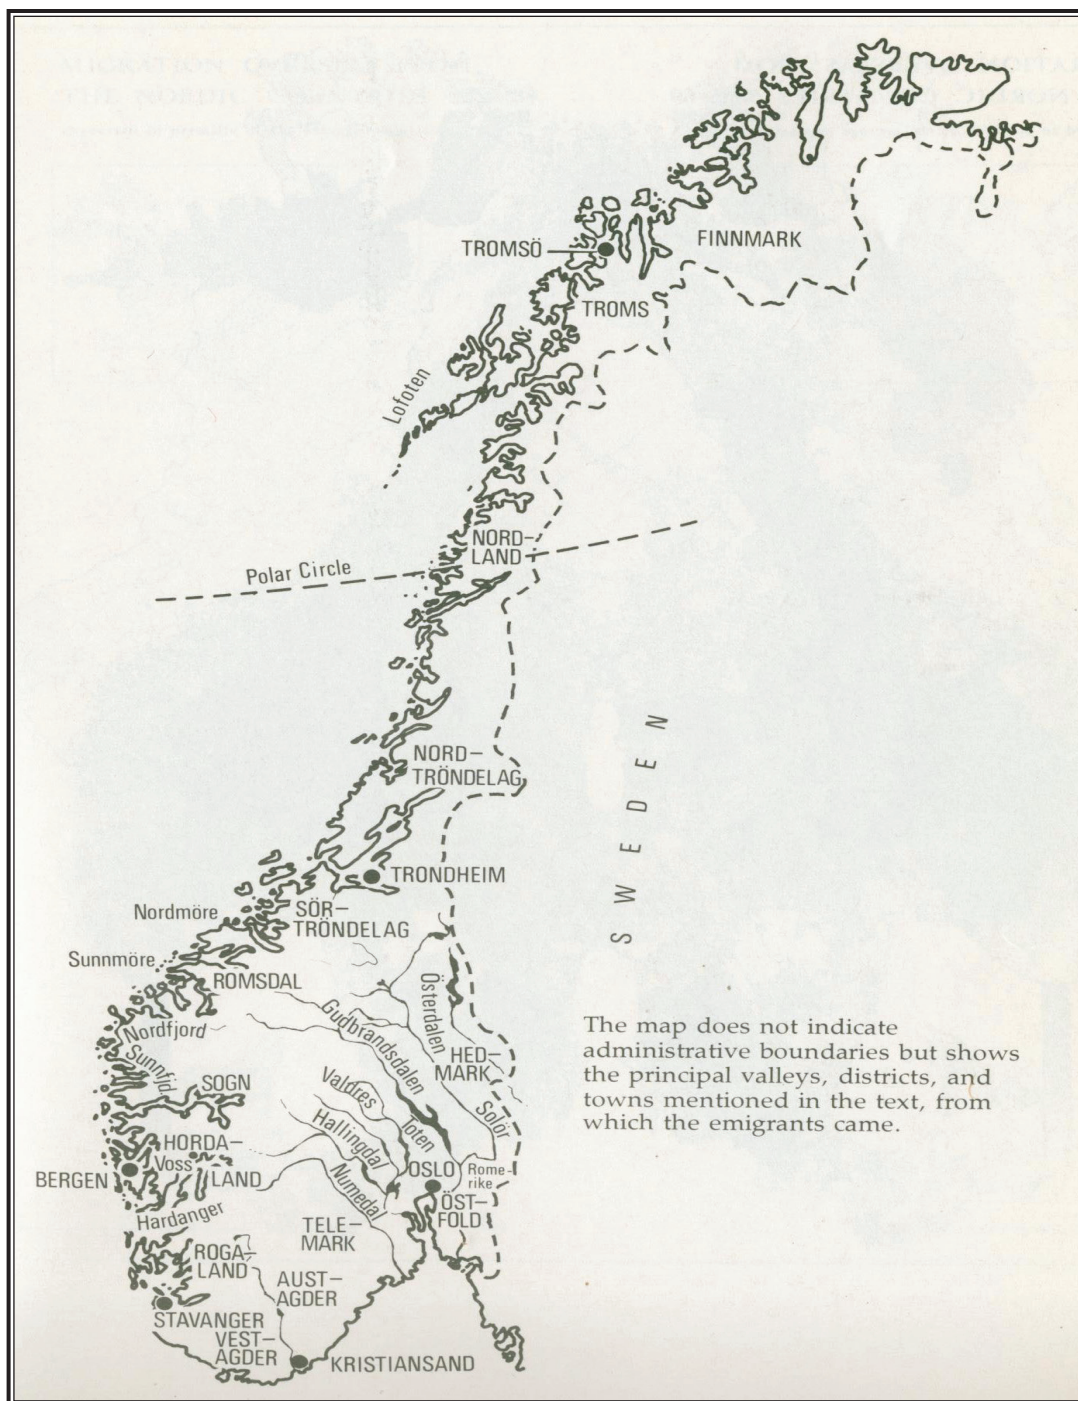 FINNMARK
TROMSÖ
TROMS
Lofoten
NORD-
LAND
Polar Circle
SWEDEN
NORD-
TRÖNDELAG
TRONDHEIM
Nordmöre
SÖR-
TRÖNDELAG
Sunnmöre
ROMSDAL
Österdalen
Gudbrandsdalen
Nordfjord
Sunnfjd
HED-
MARK
SOGN
Valdres
Toten
Solör
Hallingdal
HORDA-
LAND
Voss
BERGEN
OSLO
Rome-
rike
Numedal
ÖST-
FOLD
Hardanger
TELE-
MARK
ROGA-
LAND
AUST-
AGDER
STAVANGER
VEST-
AGDER
KRISTIANSAND
The map does not indicate
administrative boundaries but shows
the principal valleys, districts, and
towns mentioned in the text, from
which the emigrants came.